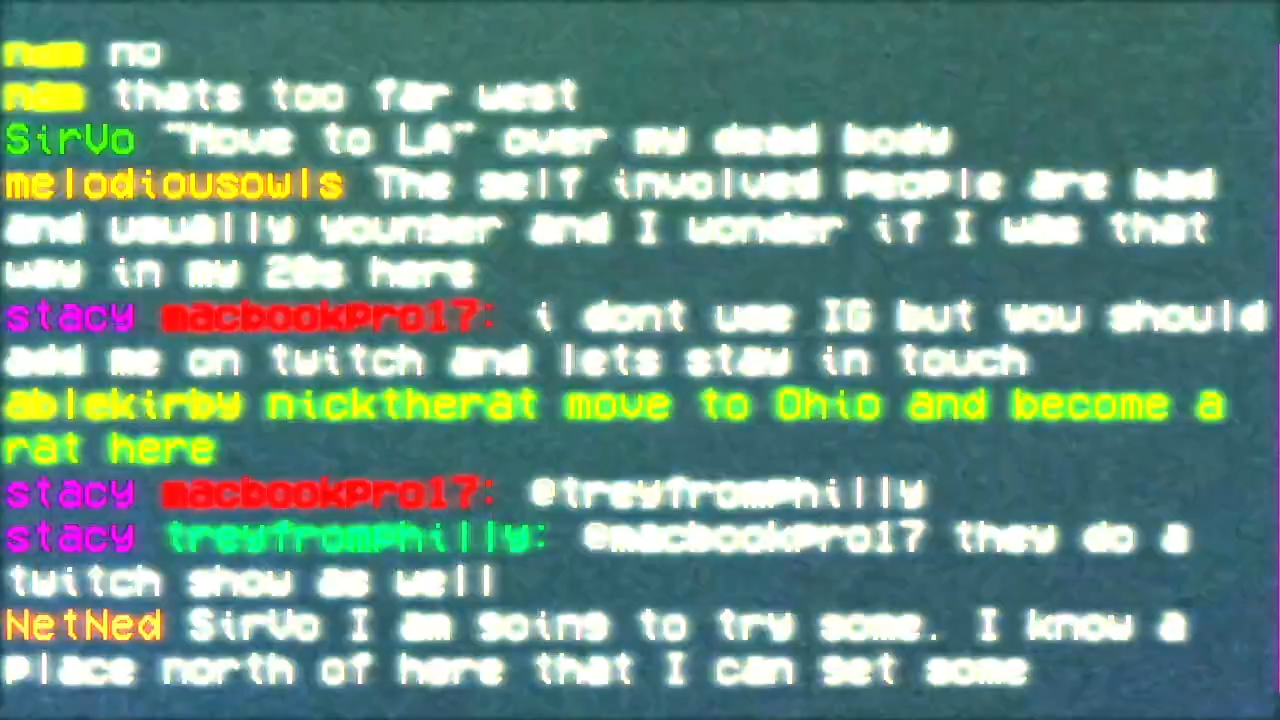 nam no
nam thats too far west
SirVo "Move to LA" over my dead body
melodiousowls The self involved people are bad
and usually younger and I wonder if I was that
way in my 20s here
stacy macbookpro17: i dont use IG but you should
add me on twitch and lets stay in touch
ablekirby nicktherat move to Ohio and become a
rat here
stacy macbookpro17: @treyfromphilly
stacy treyfromphilly: @macbookpro17 they do a
twitch show as well
NetNed SirVo I am going to try some. I know a
place north of here that I can get some